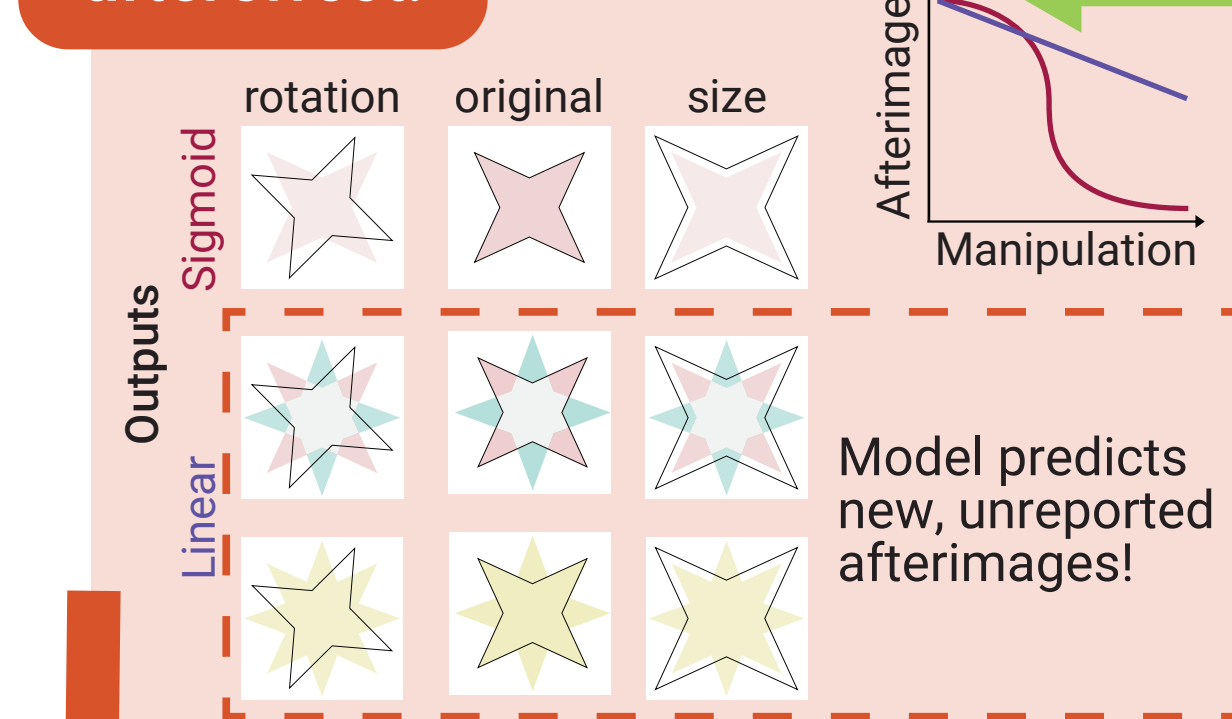 rotation original size
Afterimage
Manipulation
Outputs
Sigmoid
Linear
Model predicts
new, unreported
afterimages!